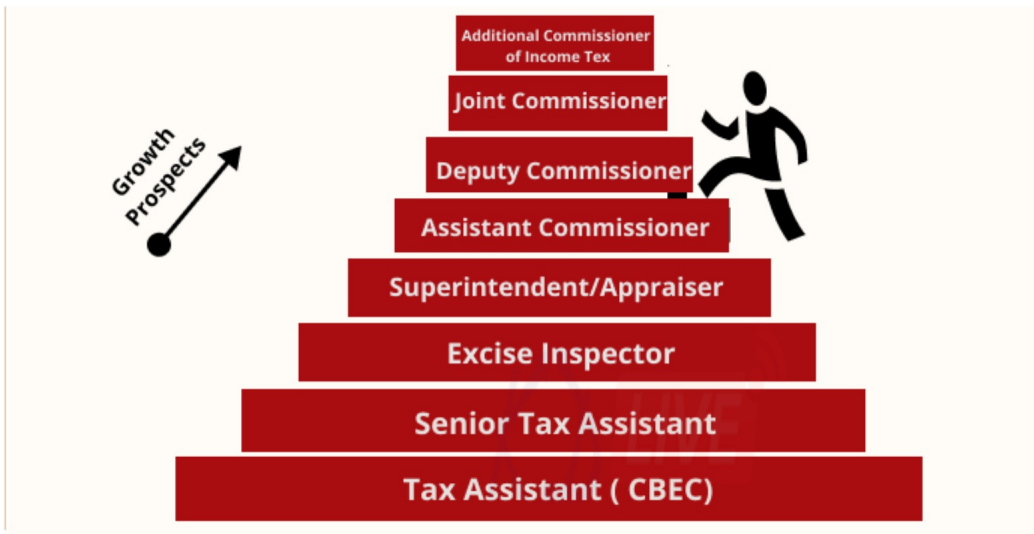 Additional Commissioner
of Income Tex
Joint Commissioner
Growth
Prospects
Deputy Commissioner
Assistant Commissioner
Superintendent/Appraiser
Excise Inspector
Senior Tax Assistant
LIVE
Tax Assistant ( CBEC)